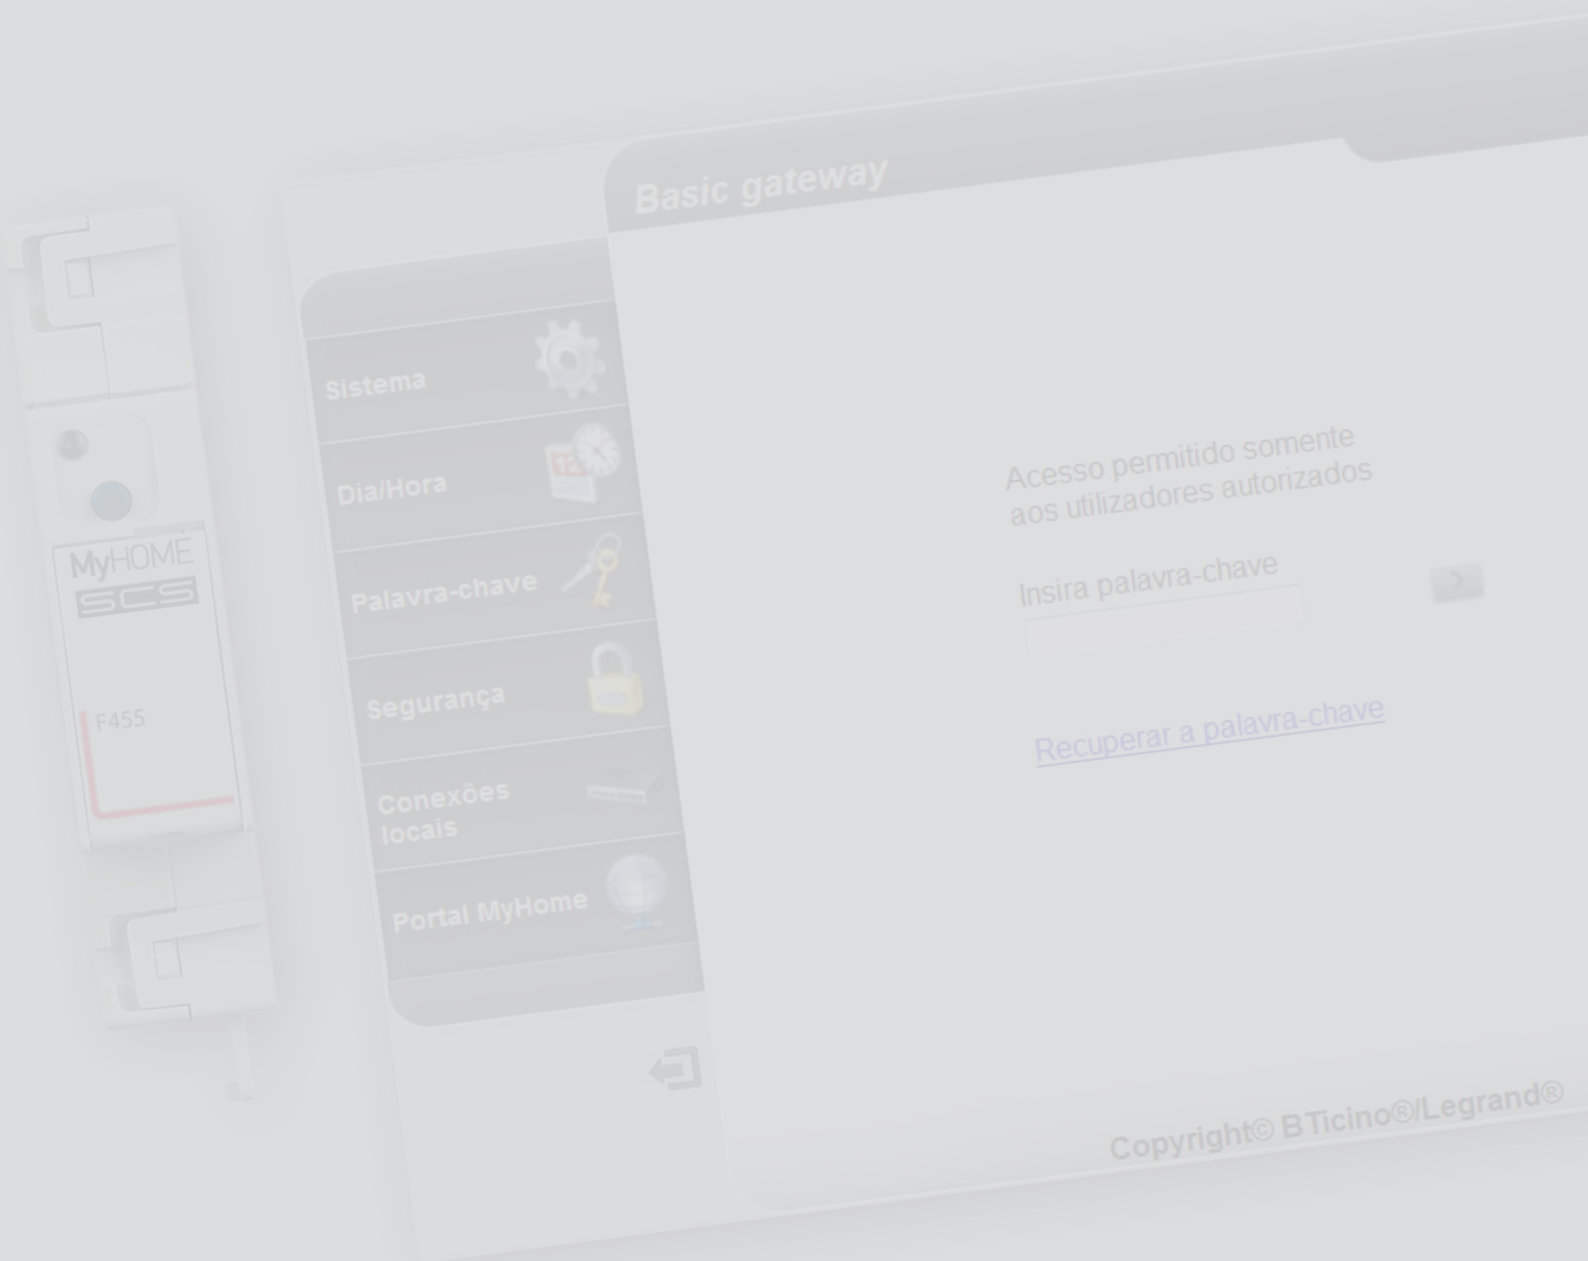 Basic gateway
Sistema
Dia/Hora
12
Palavra-chave
Segurança
Conexões
locais
Portal MyHome
Acesso permitido somente
aos utilizadores autorizados
Insira palavra-chave
>
Recuperar a palavra-chave
Copyright© BTicino®/Legrand®
MyHOME
SCS
F455